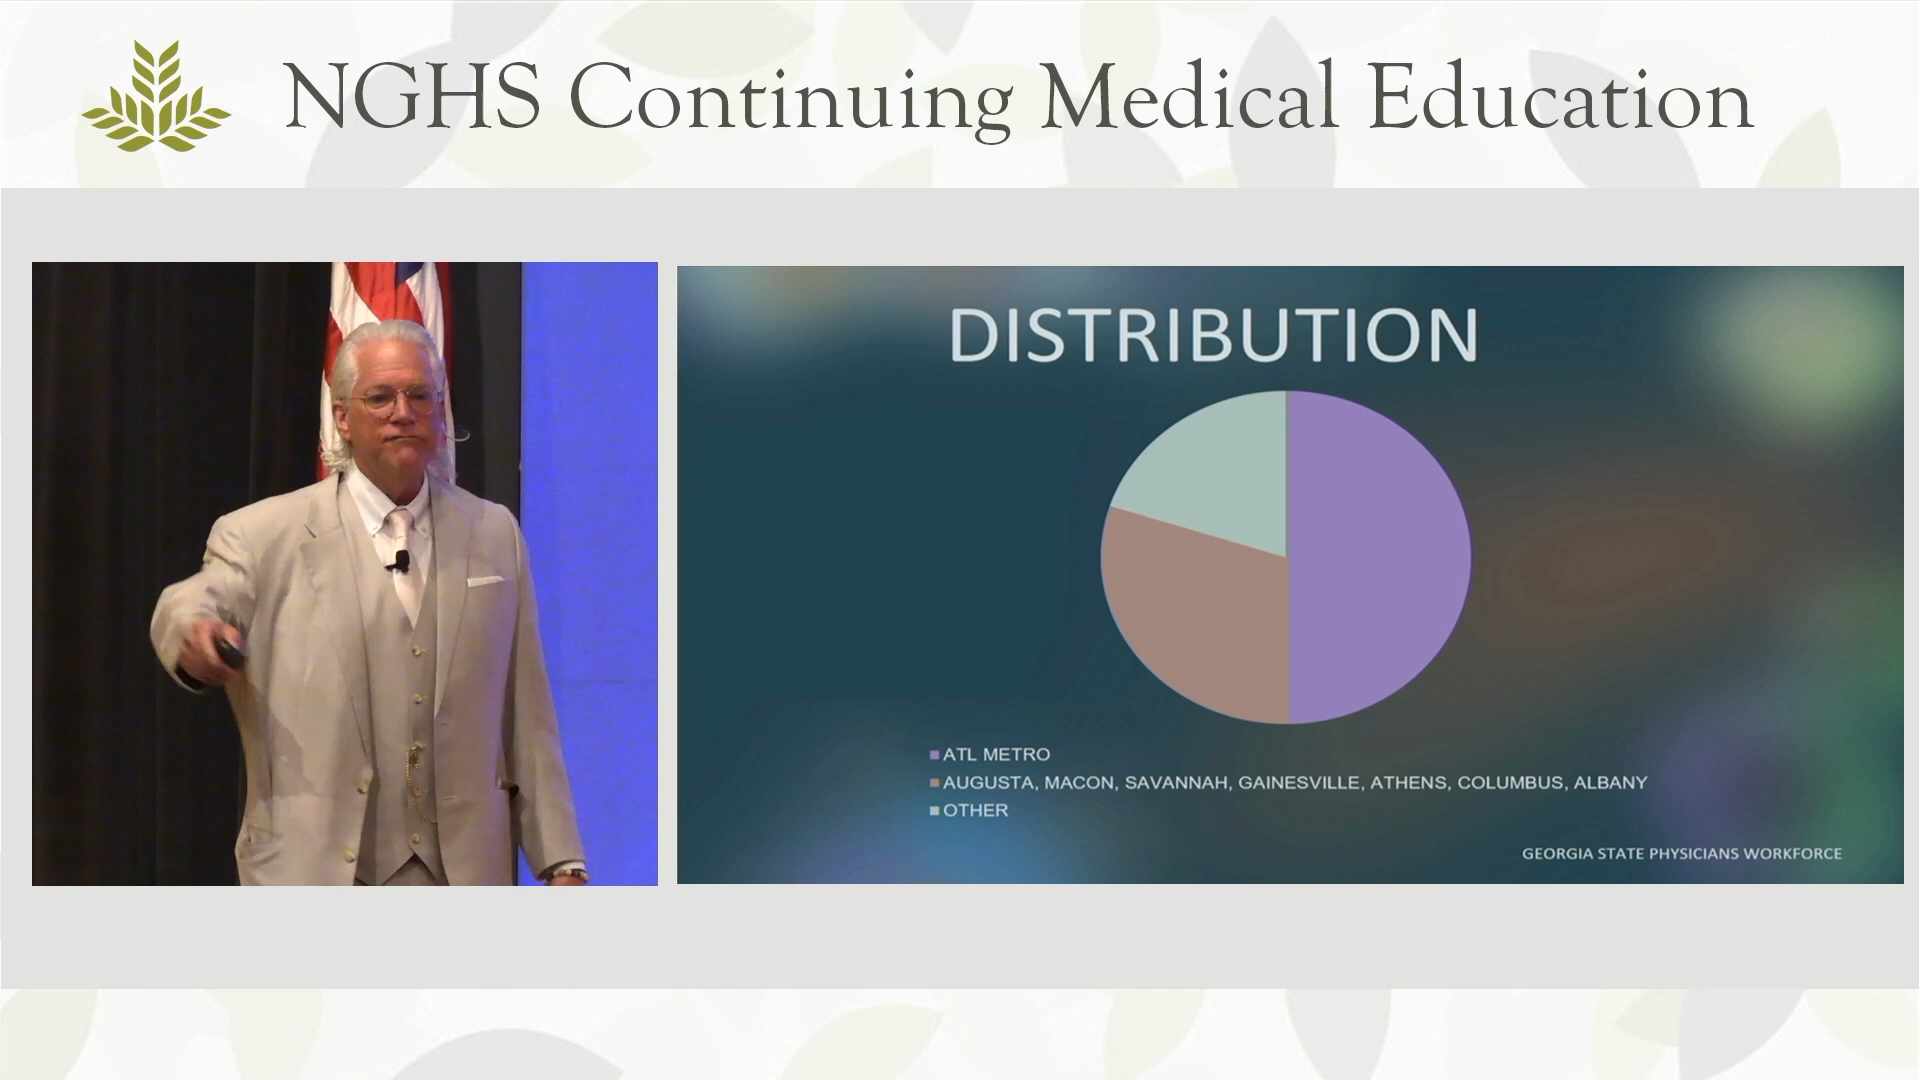 NGHS Continuing Medical Education
DISTRIBUTION
ATL METRO
AUGUSTA, MACON, SAVANNAH, GAINESVILLE, ATHENS, COLUMBUS, ALBANY
OTHER
GEORGIA STATE PHYSICIANS WORKFORCE